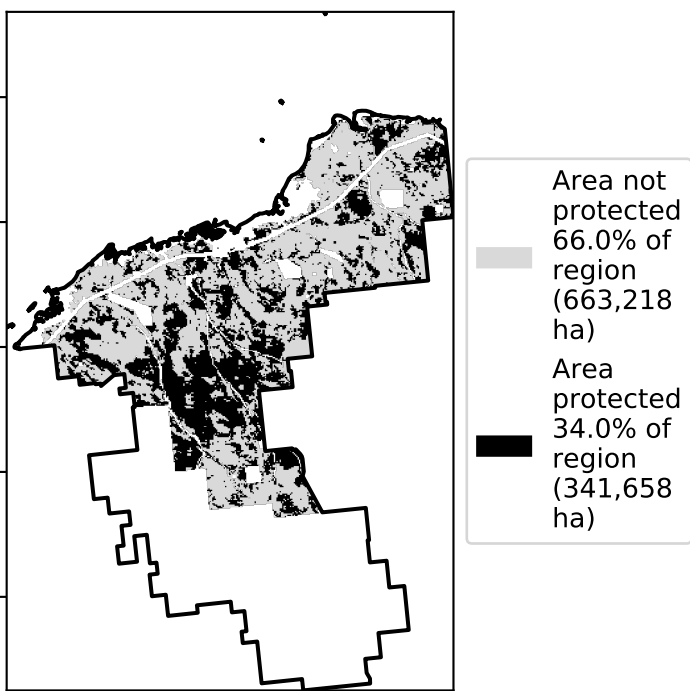 Area not
protected
66.0% of
region
(663,218
ha)
Area
protected
34.0% of
region
(341,658
ha)